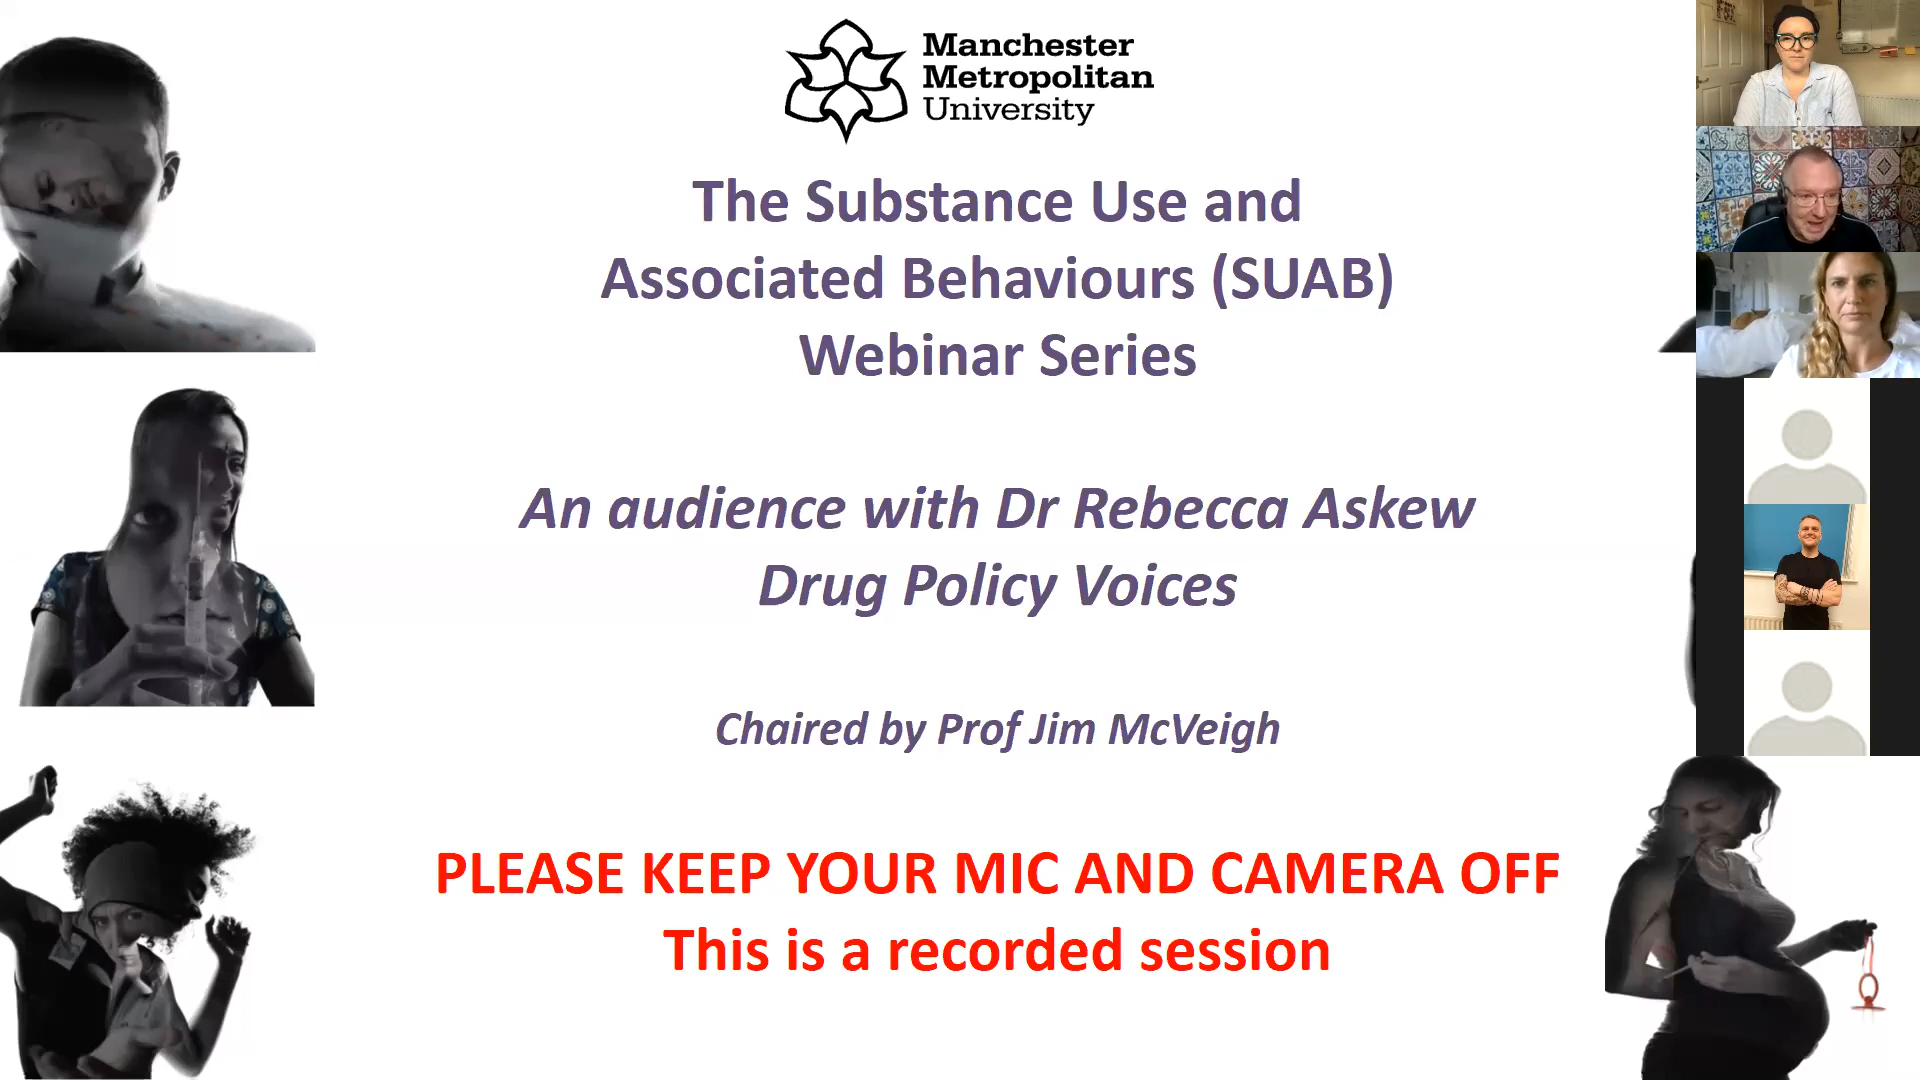 Manchester
Metropolitan
University
The Substance Use and
Associated Behaviours (SUAB)
Webinar Series
An audience with Dr Rebecca Askew
Drug Policy Voices
Chaired by Prof Jim McVeigh
PLEASE KEEP YOUR MIC AND CAMERA OFF
This is a recorded session